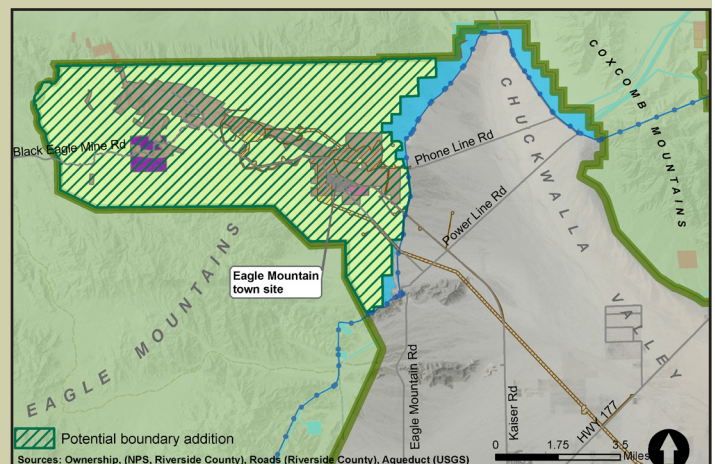 COXCOMB MOUNTAINS
CHUCKWALLA
VALLEY
Black Eagle Mine Rd
Phone Line Rd
Power Line Rd
Eagle Mountain
town site
EAGLE MOUNTAINS
Eagle Mountain Rd
Kaiser Rd
HWY 177
Potential boundary addition
0 1.75 3.5
Miles
Sources: Ownership, (NPS, Riverside County), Roads (Riverside County), Aqueduct (USGS)